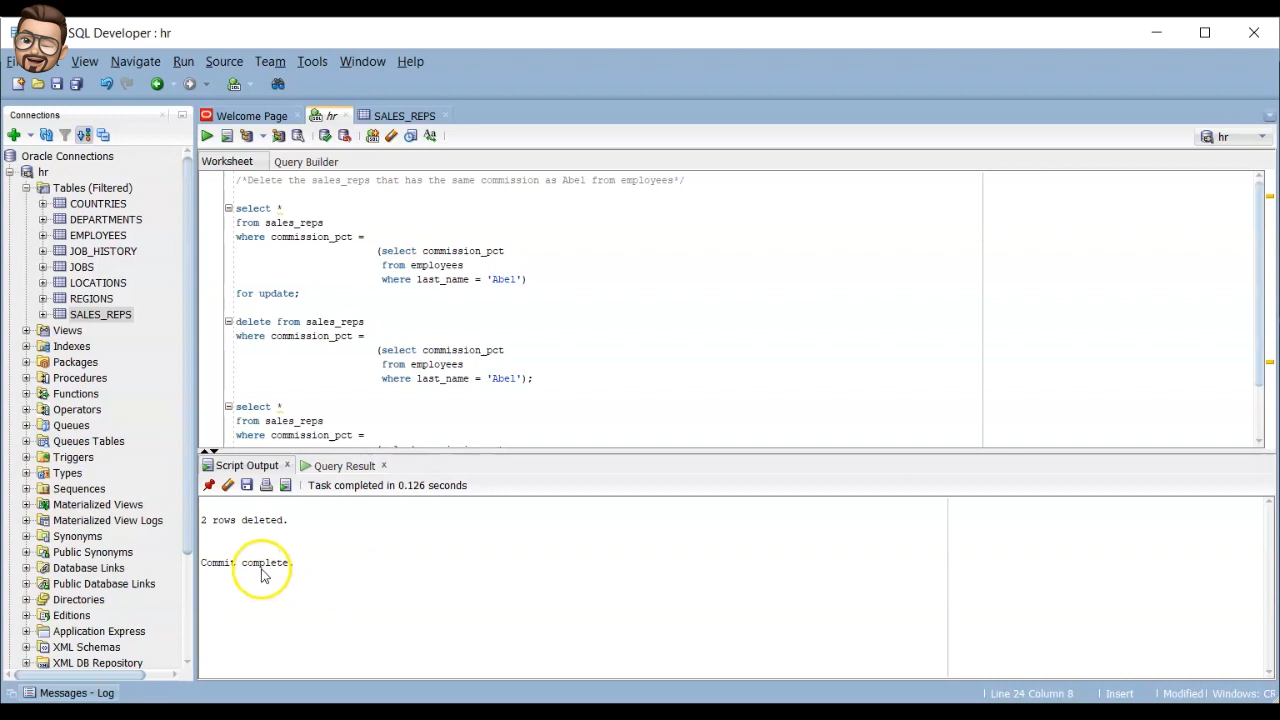 SQL Developer : hr
View Navigate Run Source Team Tools Window Help
Connections
Welcome Page hr SALES_REPS
hr
Worksheet Query Builder
Oracle Connections
hr
Tables (Filtered)
COUNTRIES
DEPARTMENTS
EMPLOYEES
JOB_HISTORY
JOBS
LOCATIONS
REGIONS
SALES_REPS
Views
Indexes
Packages
Procedures
Functions
Operators
Queues
Queues Tables
Triggers
Types
Sequences
Materialized Views
Materialized View Logs
Synonyms
Public Synonyms
Database Links
Public Database Links
Directories
Editions
Application Express
XML Schemas
XML DB Repository
/*Delete the sales_reps that has the same commission as Abel from employees*/
select *
from sales_reps
where commission_pct =
(select commission_pct
from employees
where last_name = 'Abel')
for update;
delete from sales_reps
where commission_pct =
(select commission_pct
from employees
where last_name = 'Abel');
select *
from sales_reps
where commission_pct =
Script Output Query Result
Task completed in 0.126 seconds
2 rows deleted.
Commit complete.
Messages - Log
Line 24 Column 8 Insert Modified Windows: CR